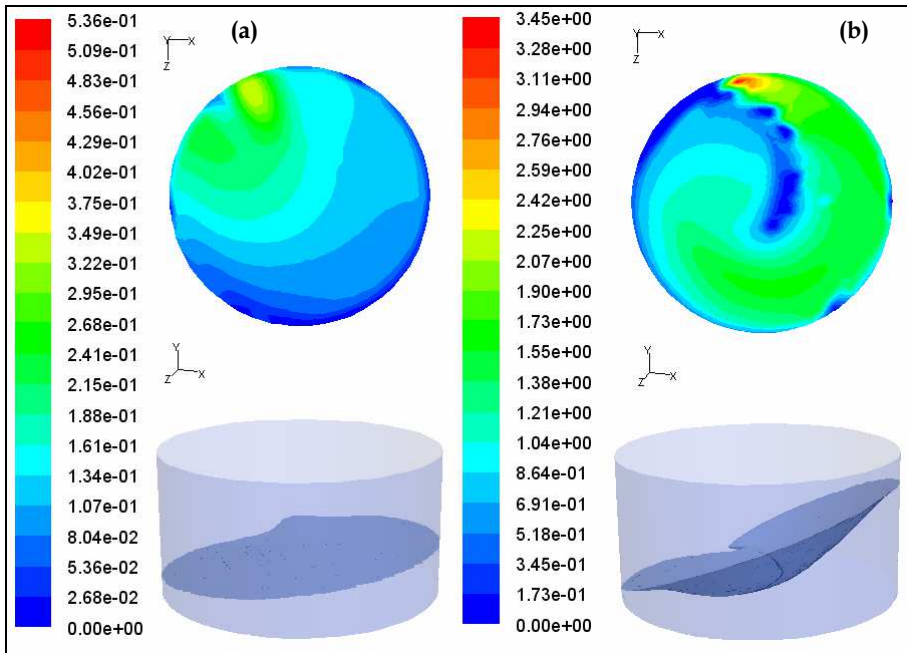 5.36e-01
5.09e-01
4.83e-01
4.56e-01
4.29e-01
4.02e-01
3.75e-01
3.49e-01
3.22e-01
2.95e-01
2.68e-01
2.41e-01
2.15e-01
1.88e-01
1.61e-01
1.34e-01
1.07e-01
8.04e-02
5.36e-02
2.68e-02
0.00e+00
(a)
Y X
Z
Y
Z X
3.45e+00
3.28e+00
3.11e+00
2.94e+00
2.76e+00
2.59e+00
2.42e+00
2.25e+00
2.07e+00
1.90e+00
1.73e+00
1.55e+00
1.38e+00
1.21e+00
1.04e+00
8.64e-01
6.91e-01
5.18e-01
3.45e-01
1.73e-01
0.00e+00
(b)
Y X
Z
Y
Z X